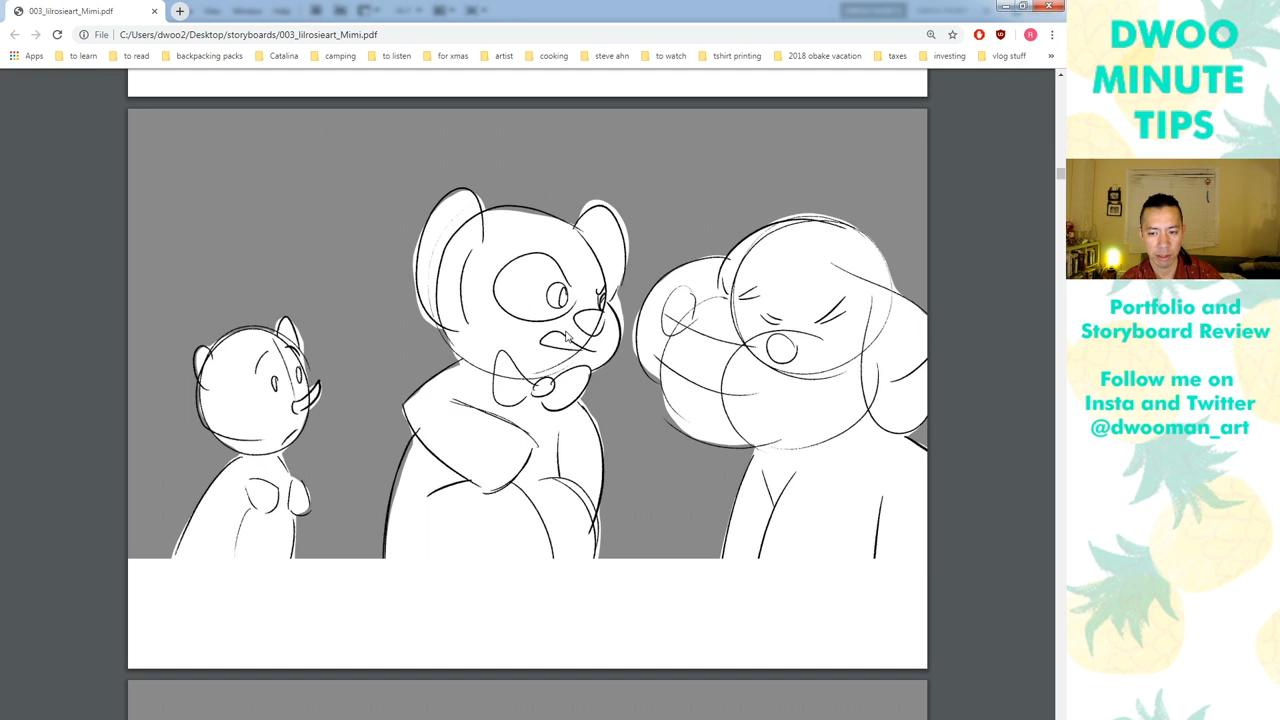 003_lilrosieart_Mimi.pdf
File
C:/Users/dwoo2/Desktop/storyboards/003_lilrosieart_Mimi.pdf
R
Apps
to learn
to read
backpacking packs
Catalina
camping
to listen
for xmas
artist
cooking
steve ahn
to watch
tshirt printing
2018 obake vacation
taxes
investing
vlog stuff
»
DWOO
MINUTE
TIPS
Portfolio and
Storyboard Review
Follow me on
Insta and Twitter
@dwooman_art